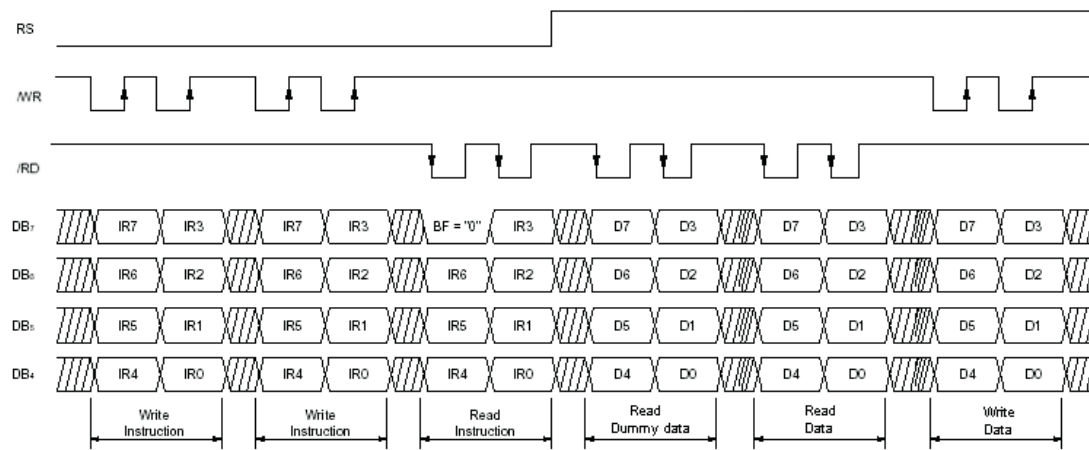 RS
/WR
/RD
DB7 IR7 IR3 IR7 IR3 BF = "0" IR3 D7 D3 D7 D3 D7 D3
DB6 IR6 IR2 IR6 IR2 IR6 IR2 D6 D2 D6 D2 D6 D2
DB5 IR5 IR1 IR5 IR1 IR5 IR1 D5 D1 D5 D1 D5 D1
DB4 IR4 IR0 IR4 IR0 IR4 IR0 D4 D0 D4 D0 D4 D0
Write
Instruction
Write
Instruction
Read
Instruction
Read
Dummy data
Read
Data
Write
Data